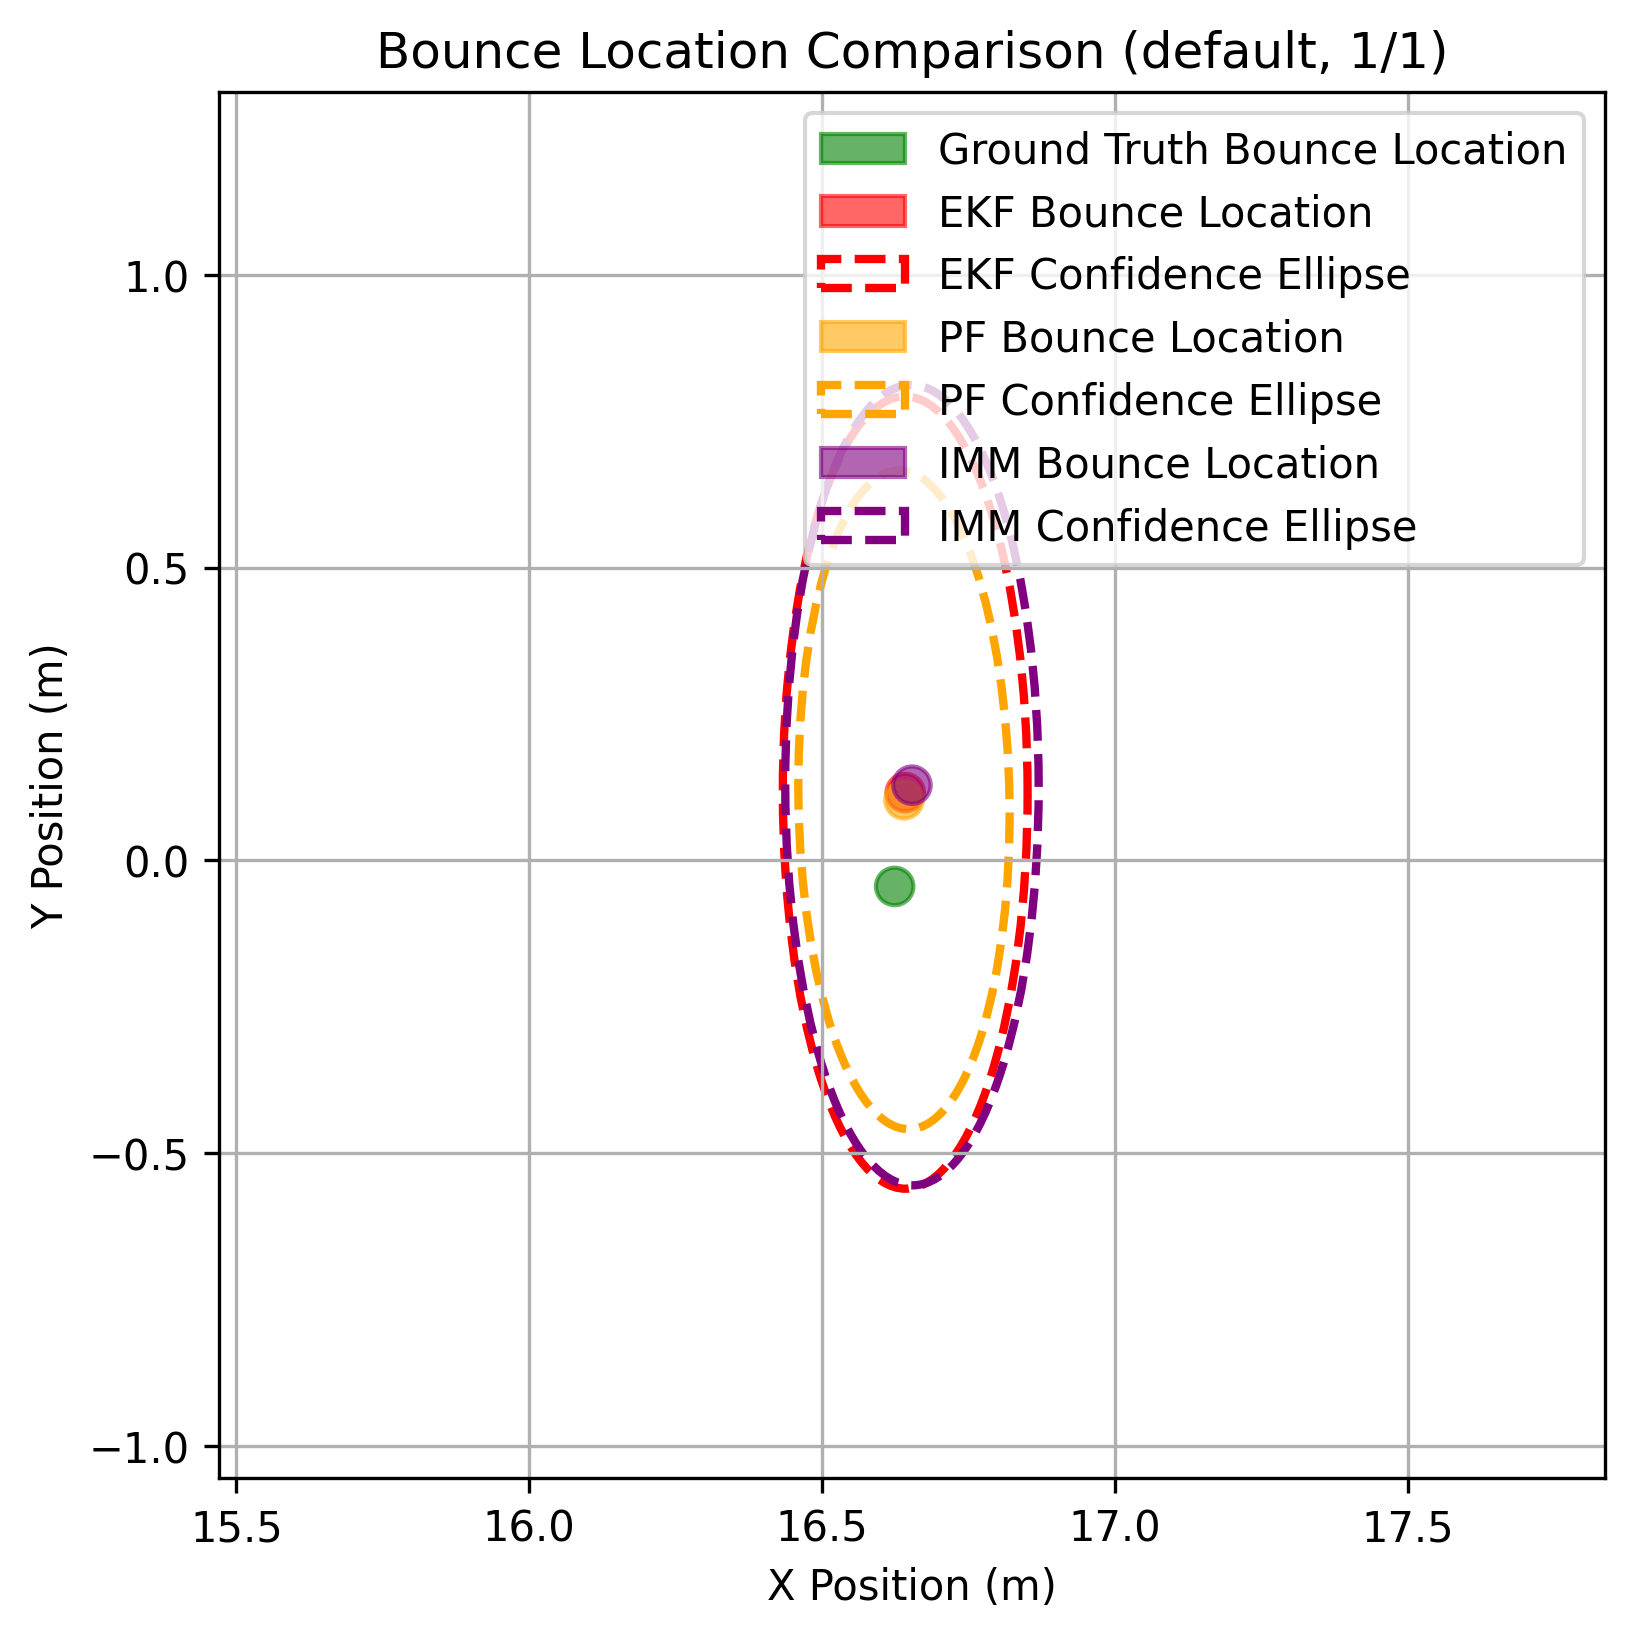 Bounce Location Comparison (default, 1/1)
Ground Truth Bounce Location
EKF Bounce Location
EKF Confidence Ellipse
PF Bounce Location
PF Confidence Ellipse
IMM Bounce Location
IMM Confidence Ellipse
Y Position (m)
1.0
0.5
0.0
−0.5
−1.0
15.5 16.0 16.5 17.0 17.5
X Position (m)